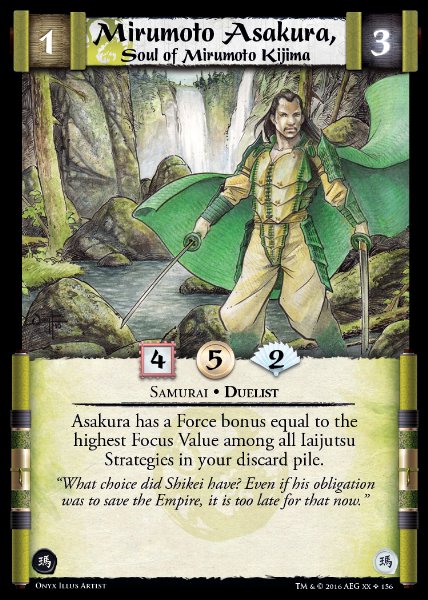 1
Mirumoto Asakura,
3
Soul of Mirumoto Kijima
4 5 2
Samurai • Duelist
Asakura has a Force bonus equal to the
highest Focus Value among all Iaijutsu
Strategies in your discard pile.
“What choice did Shikei have? Even if his obligation
was to save the Empire, it is too late for that now.”
瑪 瑪
Onyx Illus Artist
TM & © 2016 AEG XX ❖ 156